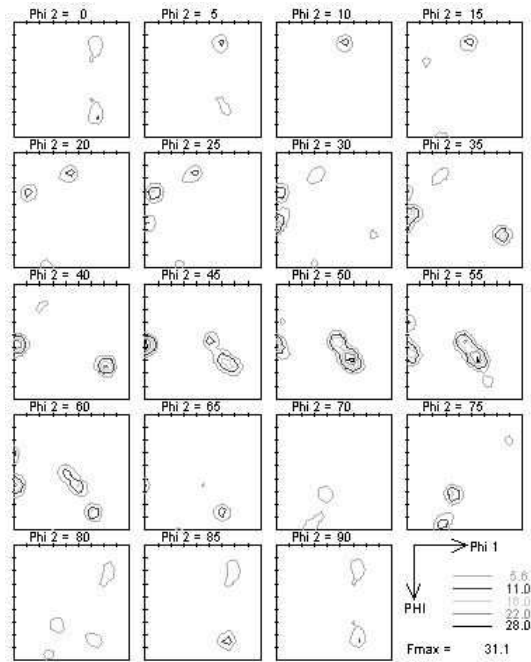 Phi 2 = 0
Phi 2 = 5
Phi 2 = 10
Phi 2 = 15
Phi 2 = 20
Phi 2 = 25
Phi 2 = 30
Phi 2 = 35
Phi 2 = 40
Phi 2 = 45
Phi 2 = 50
Phi 2 = 55
Phi 2 = 60
Phi 2 = 65
Phi 2 = 70
Phi 2 = 75
Phi 2 = 80
Phi 2 = 85
Phi 2 = 90
Phi 1
PHI
5.6
11.0
16.0
22.0
28.0
Fmax = 31.1